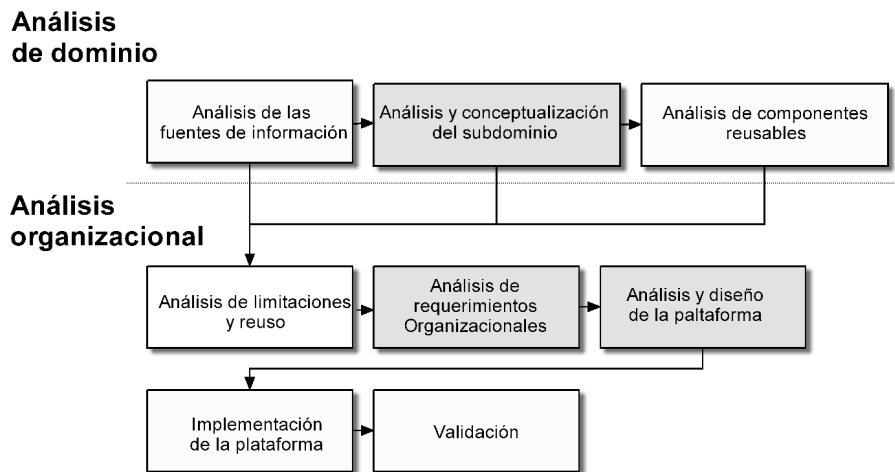 Análisis
de dominio
Análisis de las
fuentes de información
Análisis y conceptualización
del subdominio
Análisis de componentes
reusables
Análisis
organizacional
Análisis de limitaciones
y reuso
Análisis de
requerimientos
Organizacionales
Análisis y diseño
de la paltaforma
Implementación
de la plataforma
Validación